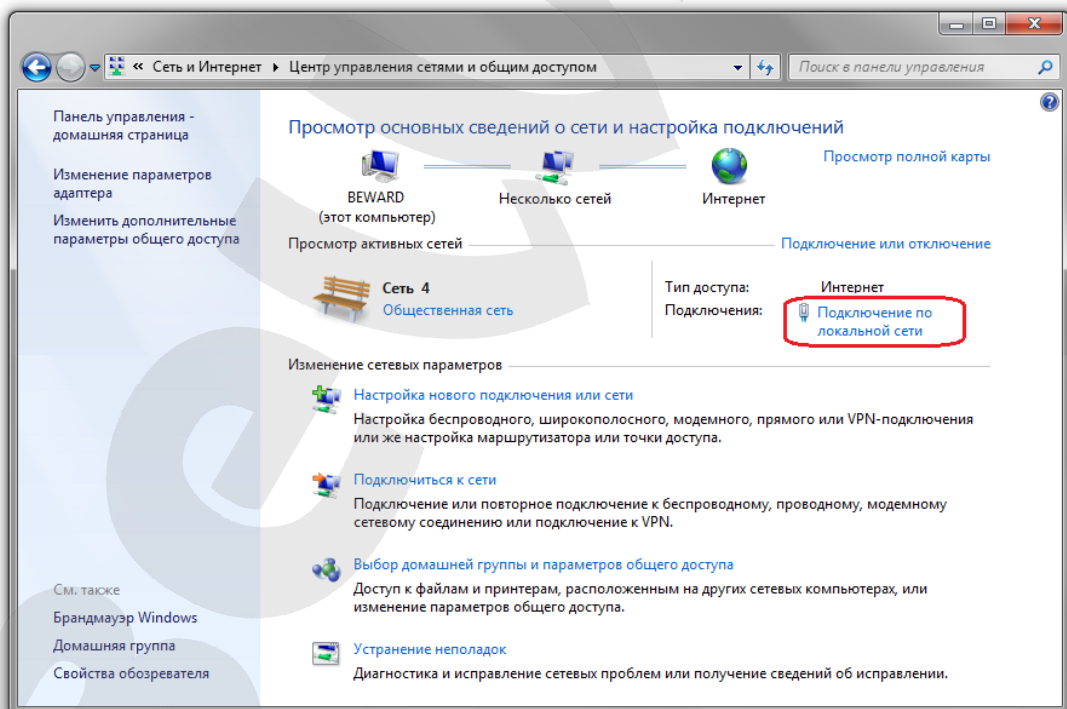 « Сеть и Интернет ▸ Центр управления сетями и общим доступом
Поиск в панели управления
Панель управления -
домашняя страница
Изменение параметров
адаптера
Изменить дополнительные
параметры общего доступа
См. также
Брандмауэр Windows
Домашняя группа
Свойства обозревателя
Просмотр основных сведений о сети и настройка подключений
BEWARD
(этот компьютер)
Несколько сетей
Интернет
Просмотр полной карты
Просмотр активных сетей
Подключение или отключение
Сеть 4
Общественная сеть
Тип доступа: Интернет
Подключения: Подключение по
локальной сети
Изменение сетевых параметров
Настройка нового подключения или сети
Настройка беспроводного, широкополосного, модемного, прямого или VPN-подключения
или же настройка маршрутизатора или точки доступа.
Подключиться к сети
Подключение или повторное подключение к беспроводному, проводному, модемному
сетевому соединению или подключение к VPN.
Выбор домашней группы и параметров общего доступа
Доступ к файлам и принтерам, расположенным на других сетевых компьютерах, или
изменение параметров общего доступа.
Устранение неполадок
Диагностика и исправление сетевых проблем или получение сведений об исправлении.